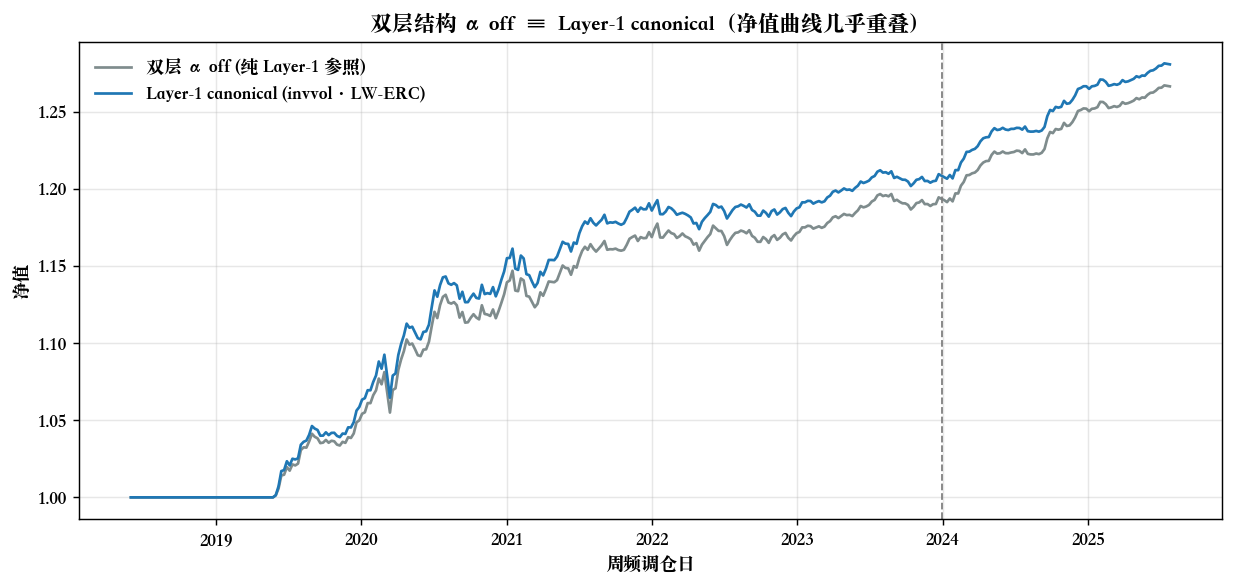 双层结构 α off ≡ Layer-1 canonical（净值曲线几乎重叠）
双层 α off (纯 Layer-1 参照)
Layer-1 canonical (invvol · LW-ERC)
净值
1.25
1.20
1.15
1.10
1.05
1.00
2019 2020 2021 2022 2023 2024 2025
周频调仓日